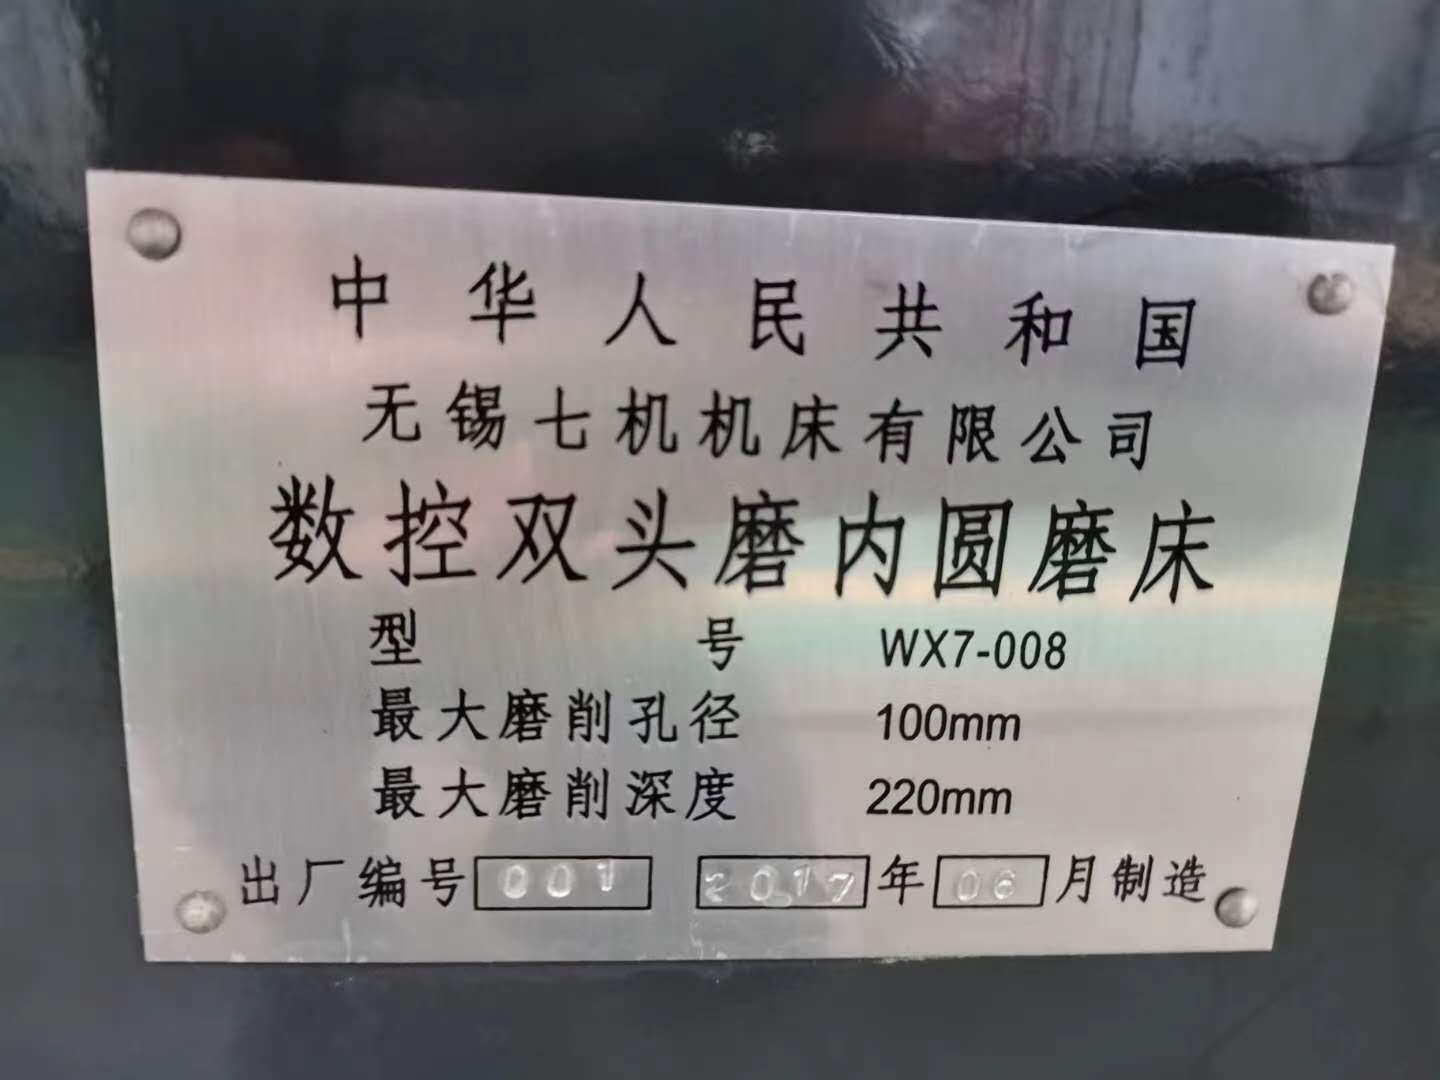 中华人民共和国
无锡七机机床有限公司
数控双头磨内圆磨床
型 号 WX7-008
最大磨削孔径 100mm
最大磨削深度 220mm
出厂编号 001 2017 年 06 月制造